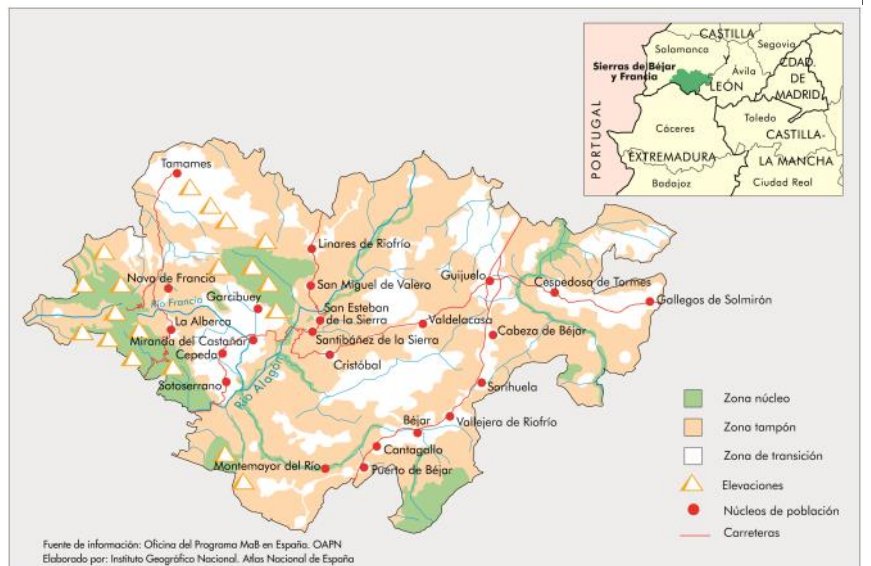 CASTILLA
Salamanca
Segovia
Sierras de Béjar
y Francia
Ávila
Y
LEÓN
CDAD.
DE
MADRID
PORTUGAL
Toledo
Cáceres
CASTILLA-
EXTREMADURA
LA MANCHA
Badajoz
Ciudad Real
Tamames
Linares de Riofrío
Navo de Francia
Guijuelo
Céspedosa de Tormes
San Miguel de Valero
Río Francia
Garcibuey
Gallegos de Solmirón
San Esteban
de la Sierra
La Alberca
Valdelacasa
Cabeza de Béjar
Miranda del Castañar
Santibáñez de la Sierra
Cepeda
Cristóbal
Sotoserrano
Río Alagón
Sorihuela
Vallejera de Riofrío
Béjar
Cantagallo
Montemayor del Río
Puerto de Béjar
Zona núcleo
Zona tampón
Zona de transición
Elevaciones
Núcleos de población
Carreteras
Fuente de información: Oficina del Programa MaB en España. OAPN
Elaborado por: Instituto Geográfico Nacional. Atlas Nacional de España